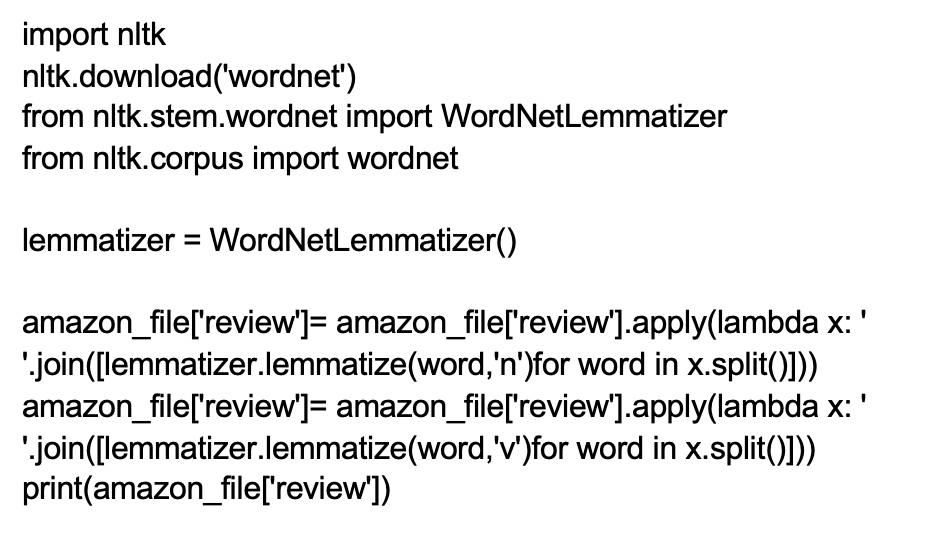 import nltk
nltk.download('wordnet')
from nltk.stem.wordnet import WordNetLemmatizer
from nltk.corpus import wordnet
lemmatizer = WordNetLemmatizer()
amazon_file['review']= amazon_file['review'].apply(lambda x: '
'.join([lemmatizer.lemmatize(word,'n')for word in x.split()]))
amazon_file['review']= amazon_file['review'].apply(lambda x: '
'.join([lemmatizer.lemmatize(word,'v')for word in x.split()]))
print(amazon_file['review'])